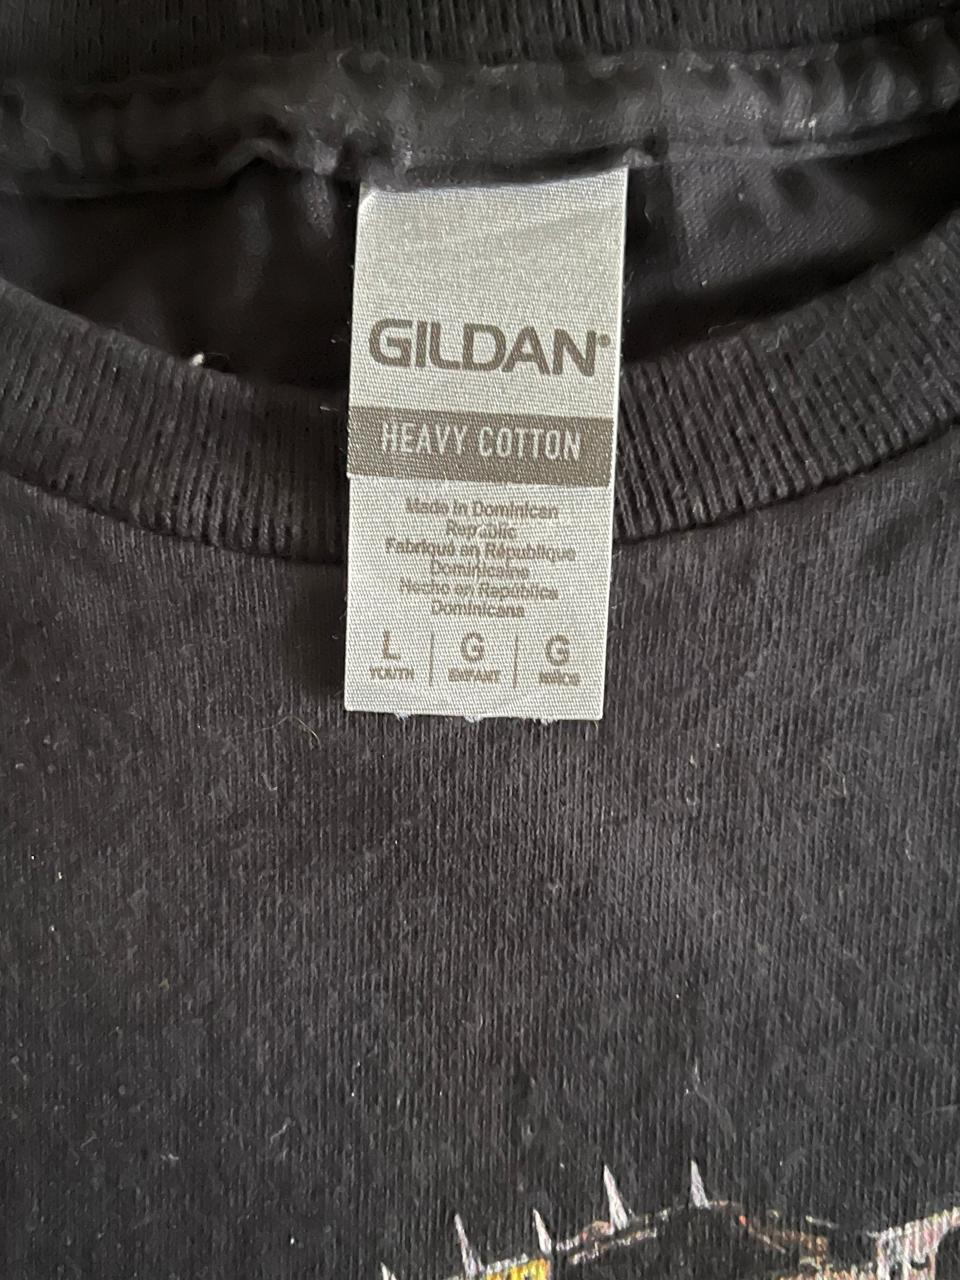 GILDAN®
HEAVY COTTON
Made in Dominican
Republic
Fabriqué en République
Dominicaine
Hecho en República
Dominicana
L | G | G
YOUTH ENFANT NIÑOS